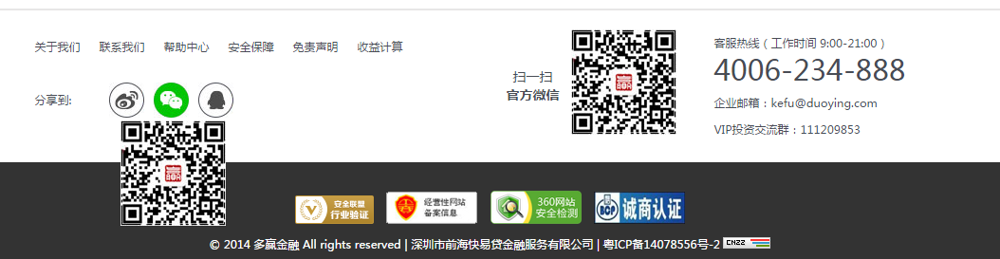 关于我们 联系我们 帮助中心 安全保障 免责声明 收益计算
分享到:
扫一扫
官方微信
客服热线（工作时间 9:00-21:00）
4006-234-888
企业邮箱：kefu@duoying.com
VIP投资交流群：111209853
安全联盟
行业验证
经营性网站
备案信息
360网站
安全检测
BCP 诚商认证
© 2014 多赢金融 All rights reserved | 深圳市前海快易贷金融服务有限公司 | 粤ICP备14078556号-2 CNZZ